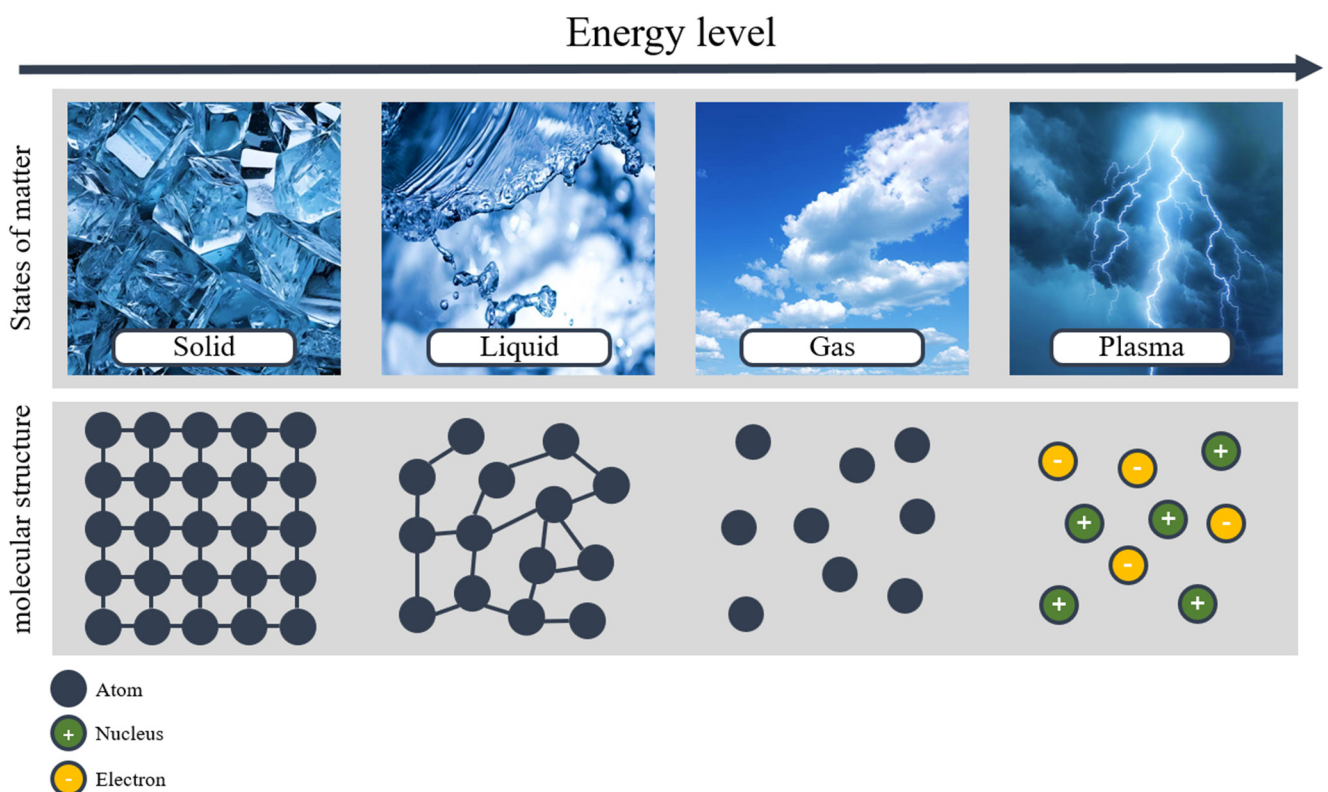 Energy level
States of matter
Solid
Liquid
Gas
Plasma
molecular structure
- - +
+ + -
-
+ +
Atom
+ Nucleus
- Electron